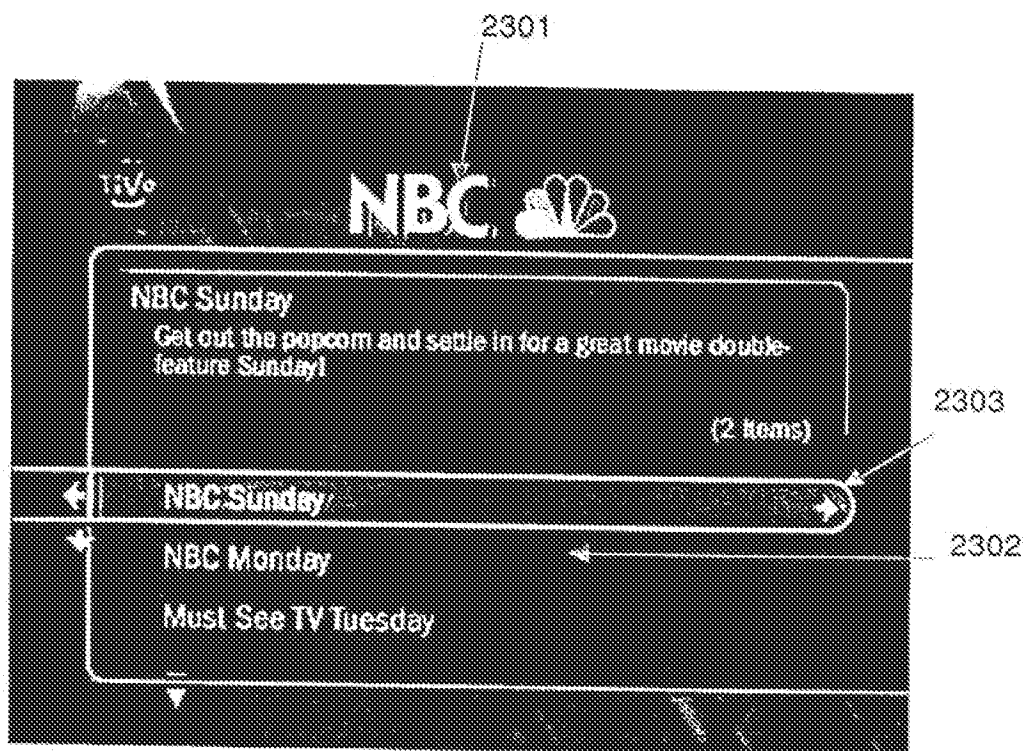 2301
TiVo
NBC
NBC Sunday
Get out the popcorn and settle in for a great movie double-
feature Sunday!
(2 Items)
2303
NBC Sunday
2302
NBC Monday
Must See TV Tuesday